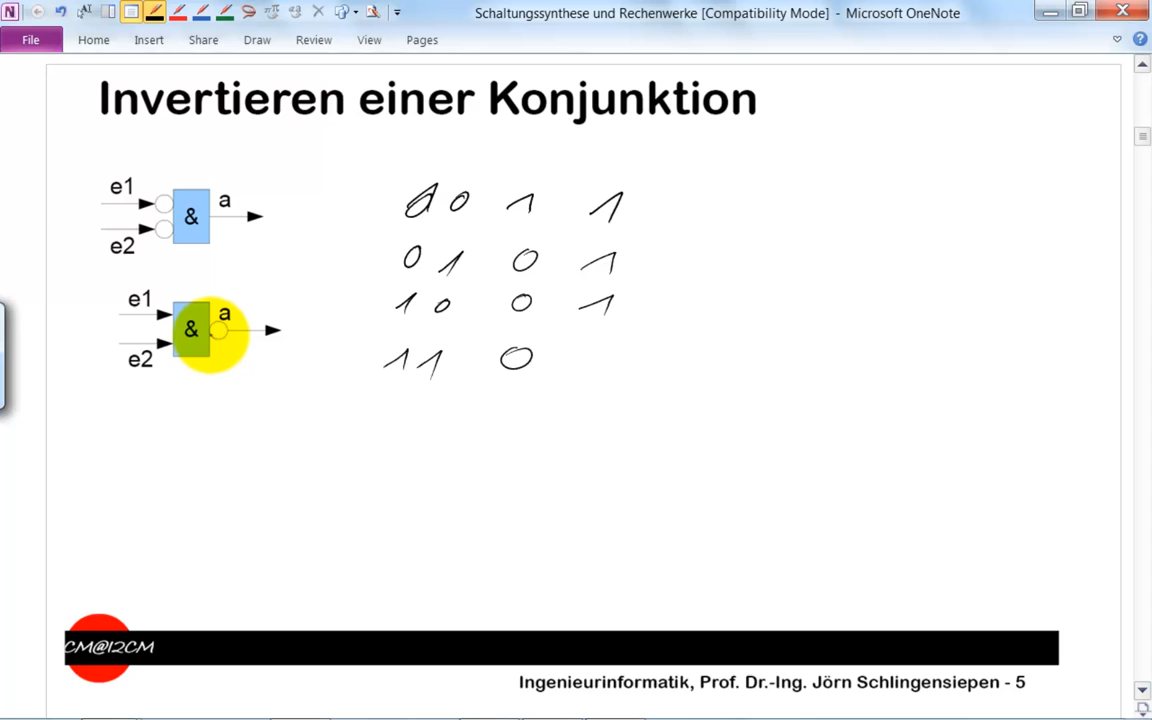 Schaltungssynthese und Rechenwerke [Compatibility Mode] - Microsoft OneNote
File Home Insert Share Draw Review View Pages
Invertieren einer Konjunktion
e1
&
a
e2
e1
&
a
e2
0 0 1 1
0 1 0 1
1 0 0 1
1 1 0
CM@I2CM
Ingenieurinformatik, Prof. Dr.-Ing. Jörn Schlingensiepen - 5